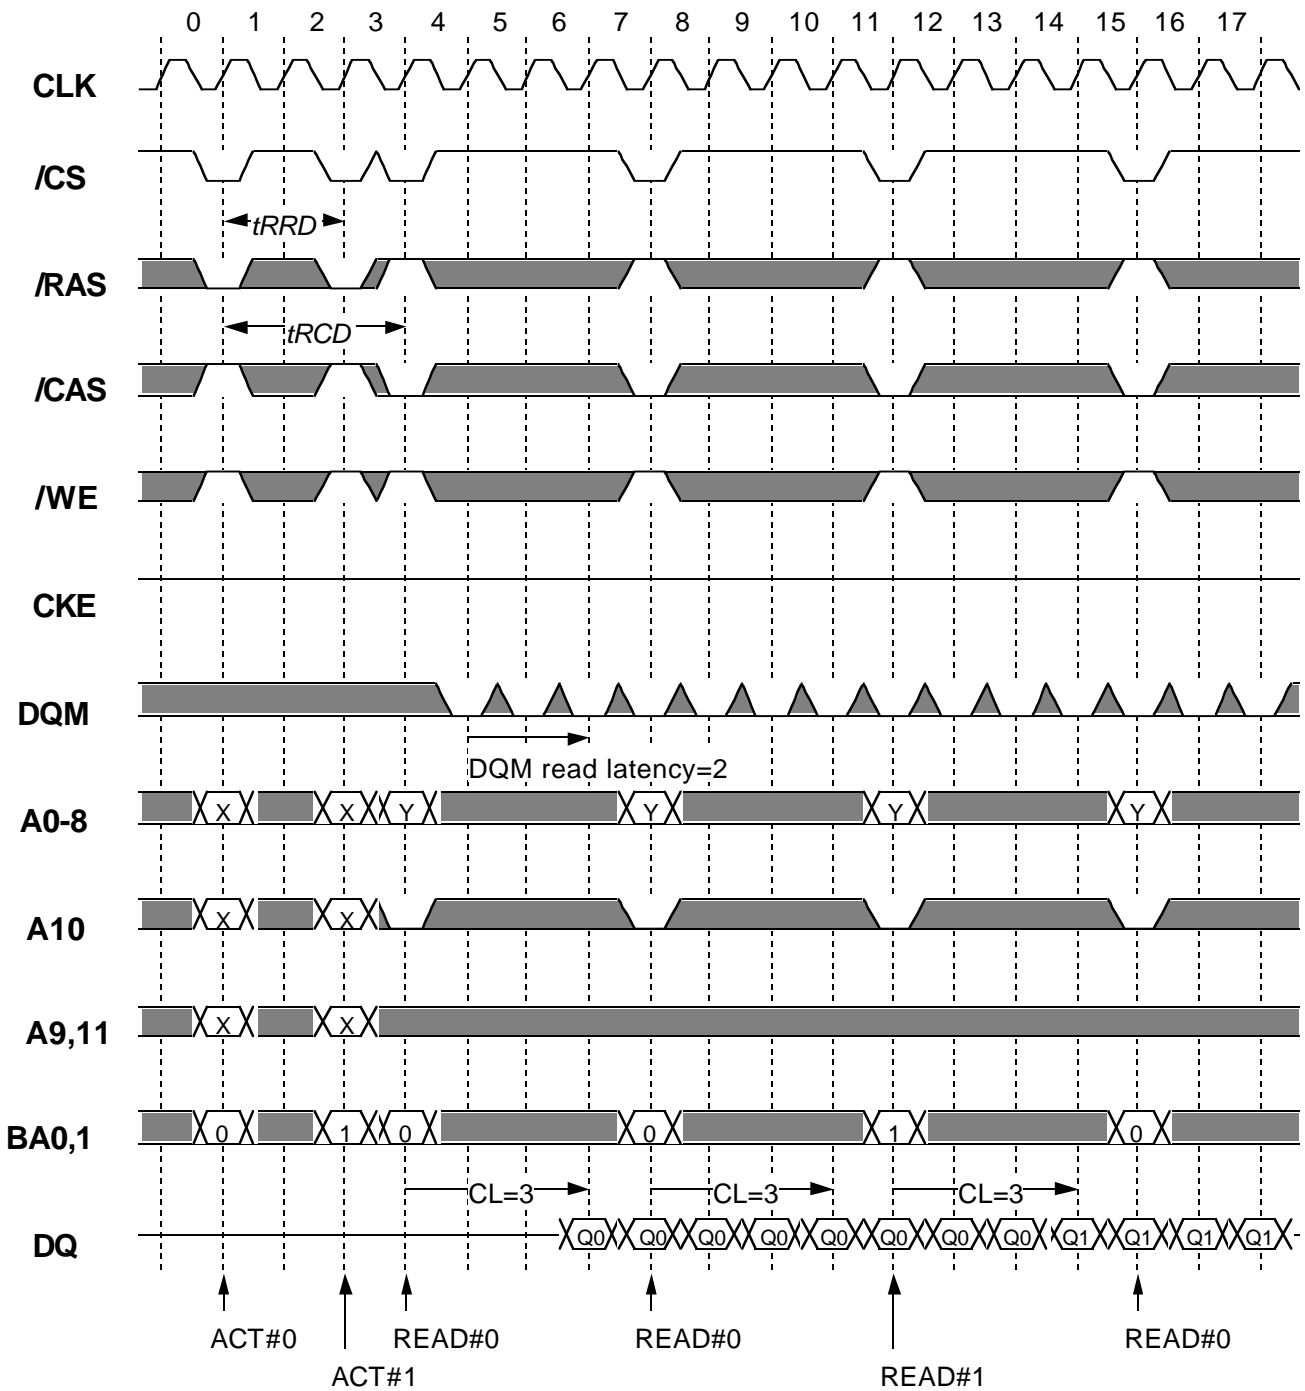 0 1 2 3 4 5 6 7 8 9 10 11 12 13 14 15 16 17
CLK
/CS
tRRD
/RAS
tRCD
/CAS
/WE
CKE
DQM
DQM read latency=2
A0-8 X X Y Y Y Y
A10 X X
A9,11 X X
BA0,1 0 1 0 0 1 0
CL=3 CL=3 CL=3
DQ Q0 Q0 Q0 Q0 Q0 Q0 Q0 Q0 Q1 Q1 Q1 Q1
ACT#0 READ#0 READ#0 READ#0
ACT#1 READ#1